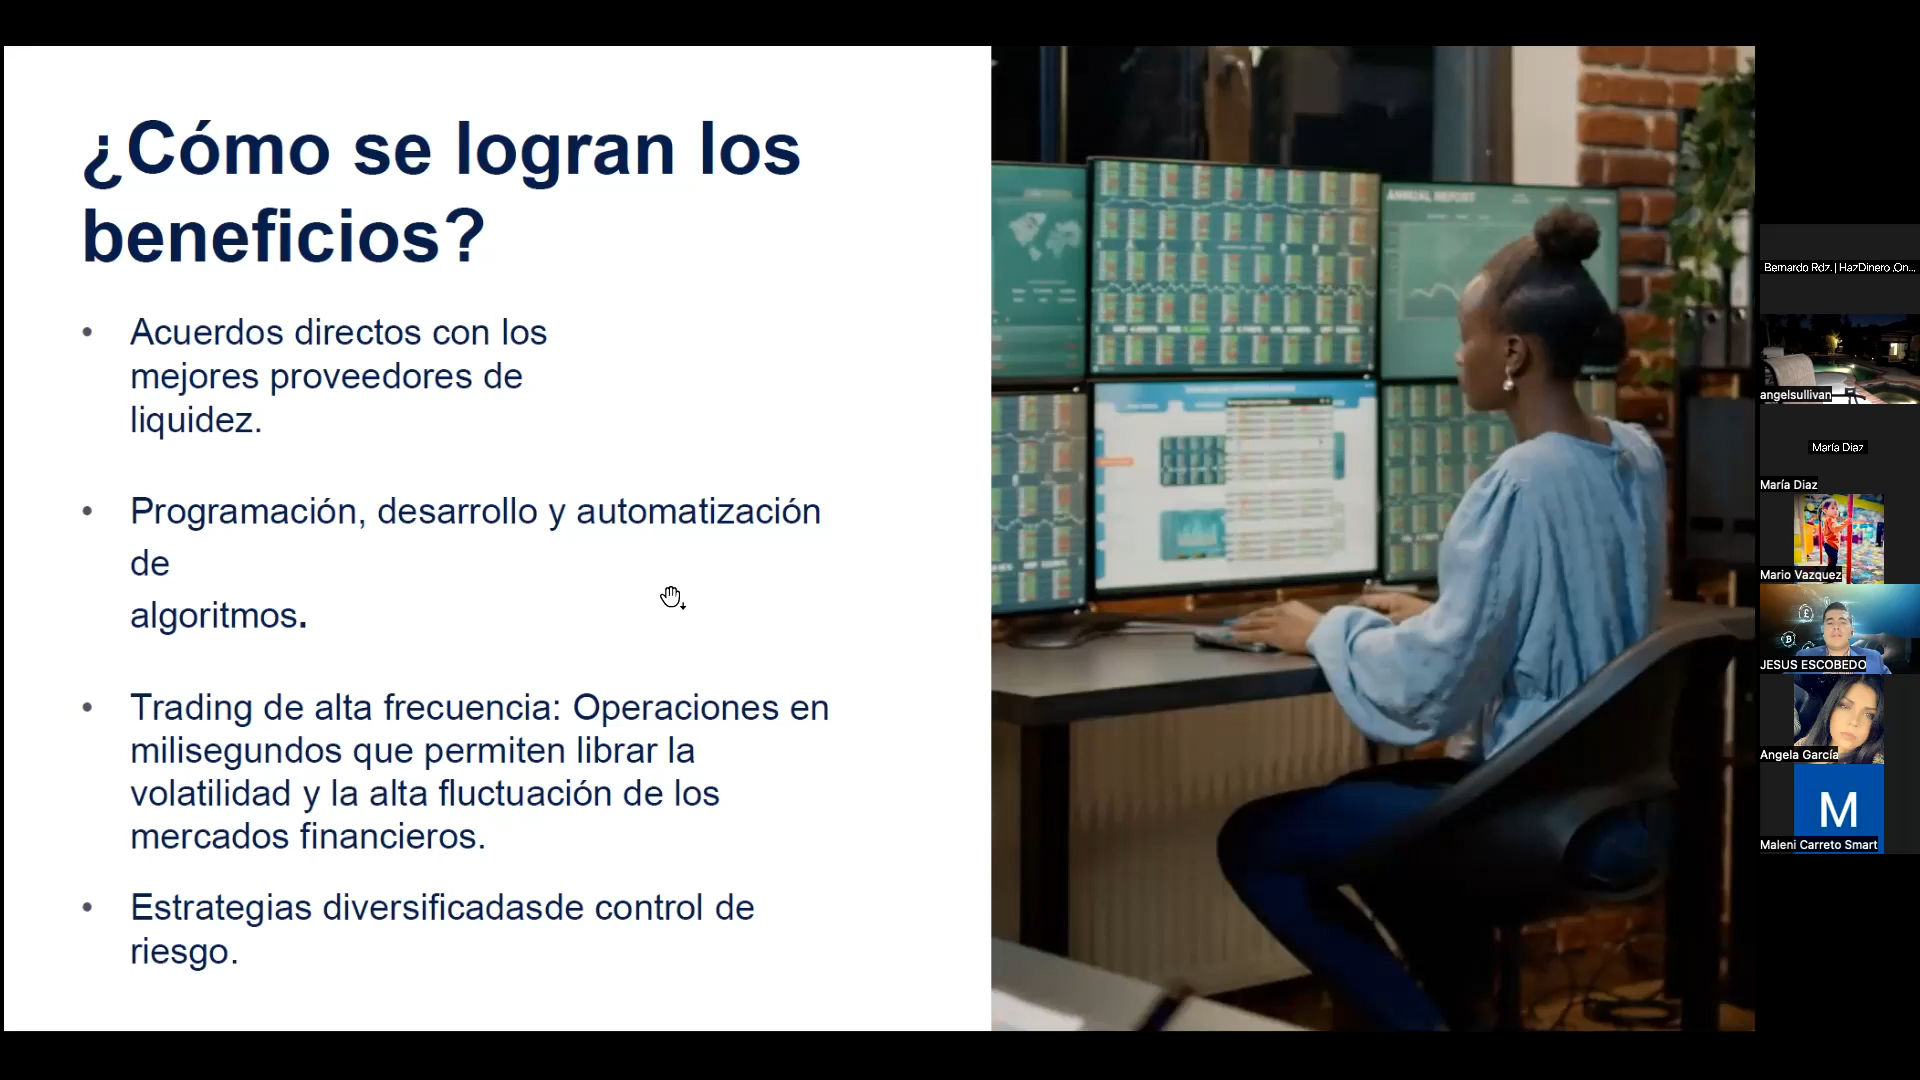 ¿Cómo se logran los
beneficios?
• Acuerdos directos con los
mejores proveedores de
liquidez.
• Programación, desarrollo y automatización
de
algoritmos.
• Trading de alta frecuencia: Operaciones en
milisegundos que permiten librar la
volatilidad y la alta fluctuación de los
mercados financieros.
• Estrategias diversificadasde control de
riesgo.
ANNUAL REPORT
Bernardo Rdz. | HazDinero .On...
angelsullivan
María Diaz
María Diaz
Mario Vazquez
JESUS ESCOBEDO
Angela García
M
Maleni Carreto Smart